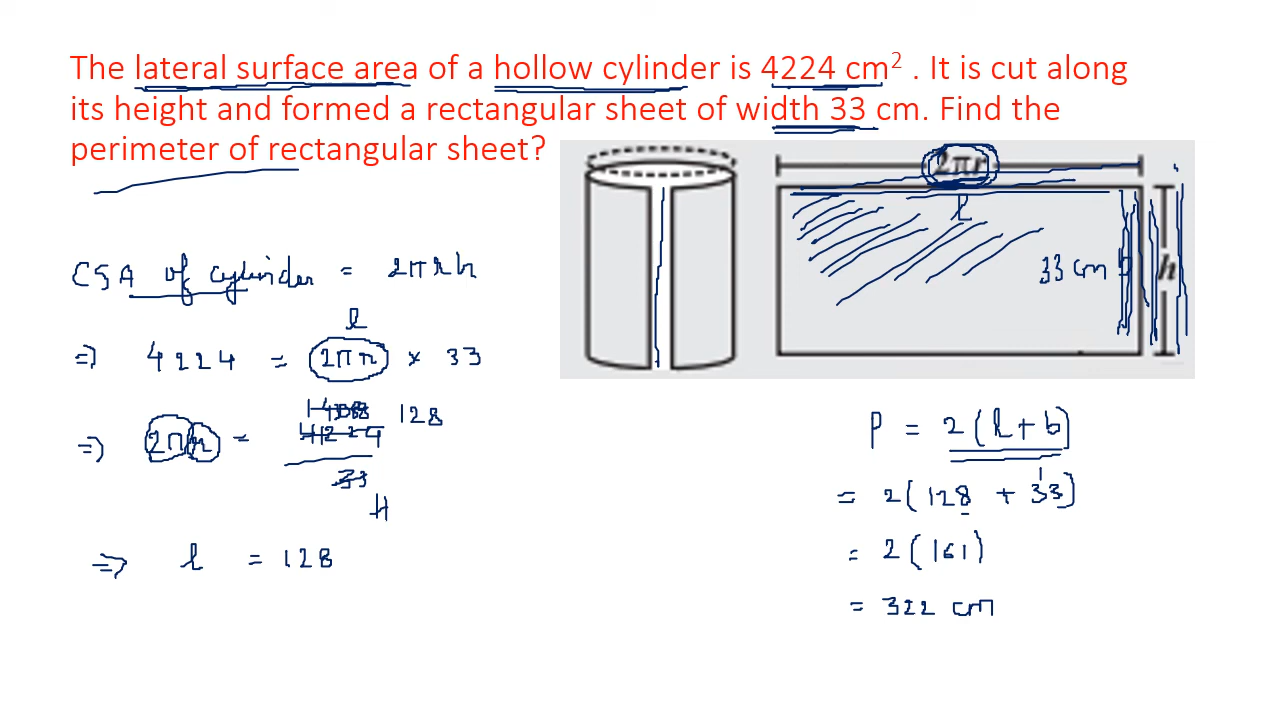 The lateral surface area of a hollow cylinder is 4224 cm² . It is cut along
its height and formed a rectangular sheet of width 33 cm. Find the
perimeter of rectangular sheet?
2πr
l
33 cm b
h
CSA of cylinder = 2πrh
l
⇒ 4224 = 2πr × 33
1408 128
⇒ 2πr = 4224
33
11
⇒ l = 128
P = 2(l+b)
= 2(128 + 33)
= 2(161)
= 322 cm